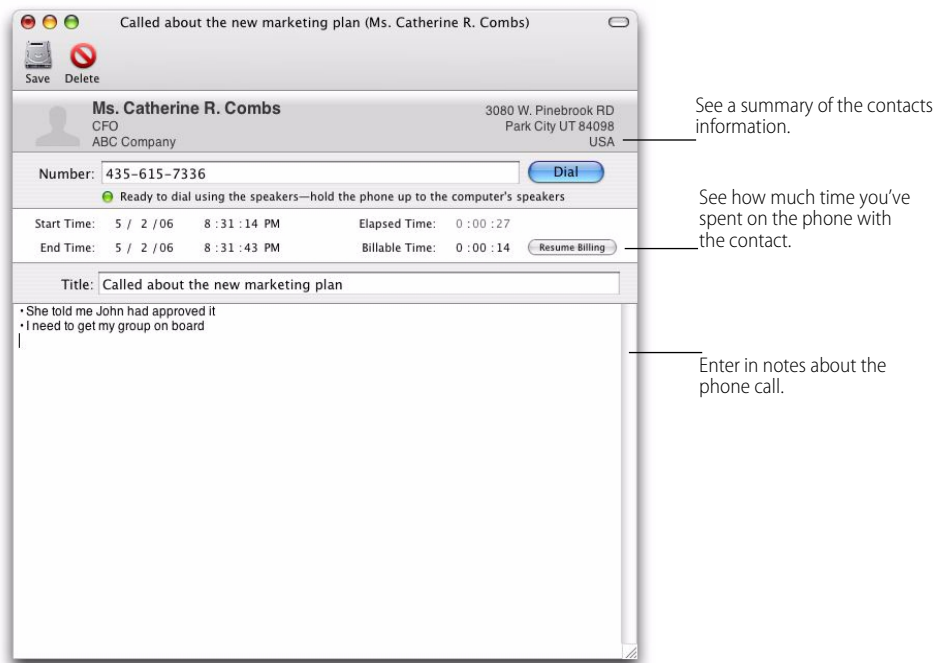 Called about the new marketing plan (Ms. Catherine R. Combs)
Save Delete
Ms. Catherine R. Combs
CFO
ABC Company
3080 W. Pinebrook RD
Park City UT 84098
USA
See a summary of the contacts
information.
Number: 435-615-7336 Dial
Ready to dial using the speakers—hold the phone up to the computer's speakers
Start Time: 5 / 2 /06 8 :31 :14 PM Elapsed Time: 0 :00 :27
End Time: 5 / 2 /06 8 :31 :43 PM Billable Time: 0 :00 :14 Resume Billing
See how much time you've
spent on the phone with
the contact.
Title: Called about the new marketing plan
• She told me John had approved it
• I need to get my group on board
Enter in notes about the
phone call.